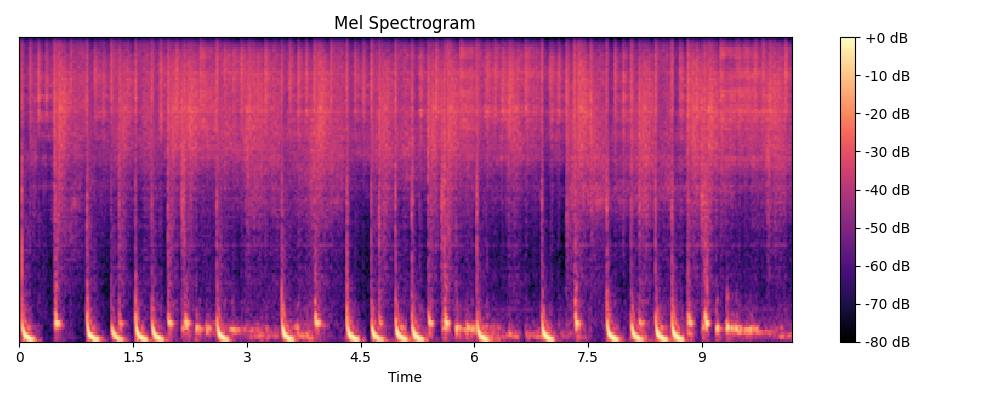 Mel Spectrogram
+0 dB
-10 dB
-20 dB
-30 dB
-40 dB
-50 dB
-60 dB
-70 dB
-80 dB
0 1.5 3 4.5 6 7.5 9
Time